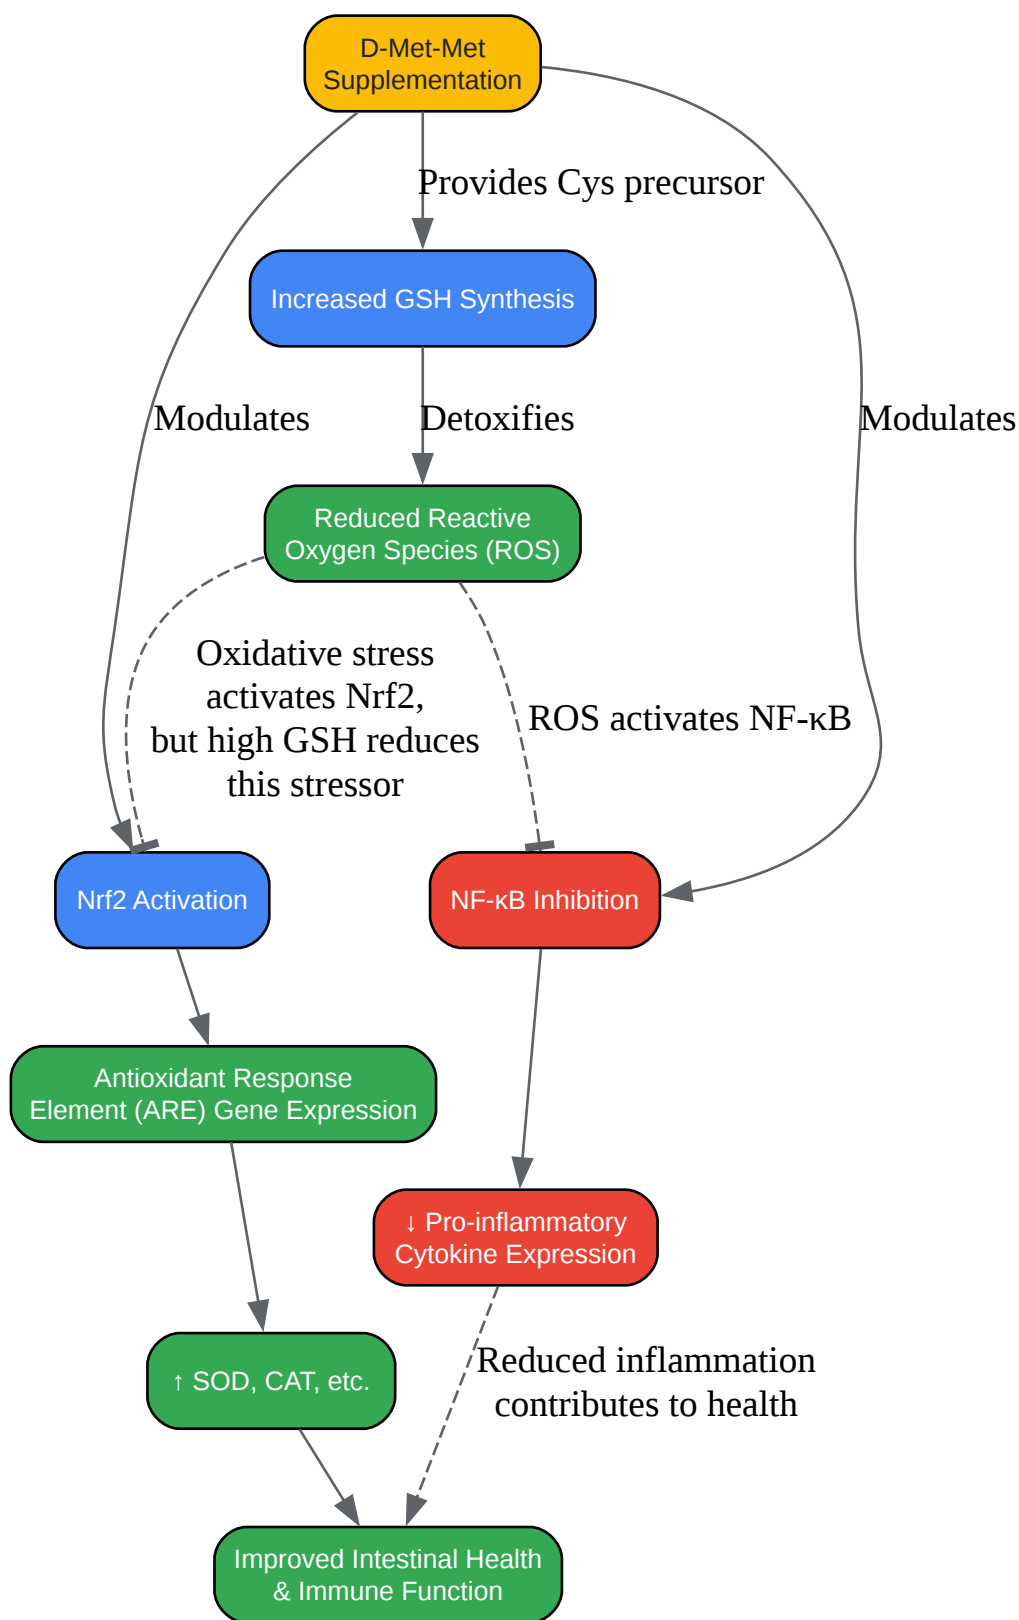 D-Met-Met
Supplementation
Provides Cys precursor
Increased GSH Synthesis
Modulates
Detoxifies
Modulates
Reduced Reactive
Oxygen Species (ROS)
Oxidative stress
activates Nrf2,
but high GSH reduces
this stressor
ROS activates NF-κB
Nrf2 Activation
NF-κB Inhibition
Antioxidant Response
Element (ARE) Gene Expression
↓ Pro-inflammatory
Cytokine Expression
↑ SOD, CAT, etc.
Reduced inflammation
contributes to health
Improved Intestinal Health
& Immune Function